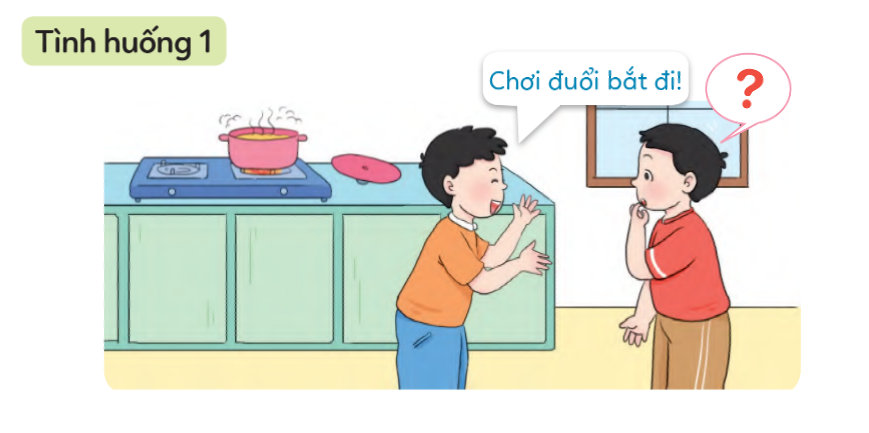 Tình huống 1
Chơi đuổi bắt đi!
?